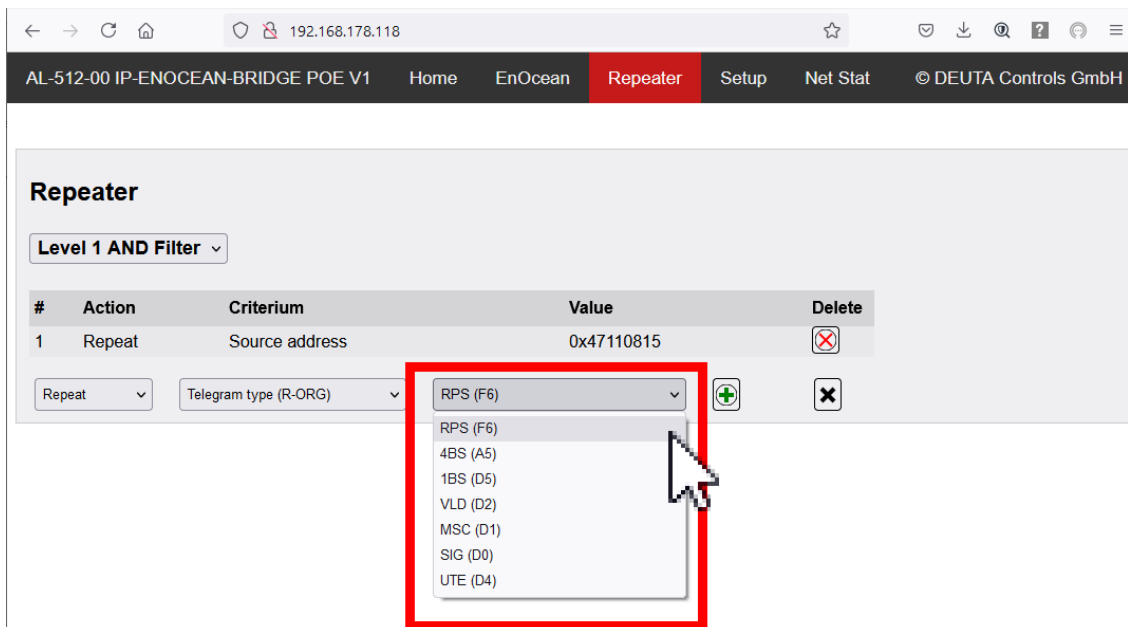 192.168.178.118
AL-512-00 IP-ENOCEAN-BRIDGE POE V1 Home EnOcean Repeater Setup Net Stat © DEUTA Controls GmbH
Repeater
Level 1 AND Filter
# Action Criterium Value Delete
1 Repeat Source address 0x47110815
Repeat Telegram type (R-ORG) RPS (F6)
RPS (F6)
4BS (A5)
1BS (D5)
VLD (D2)
MSC (D1)
SIG (D0)
UTE (D4)